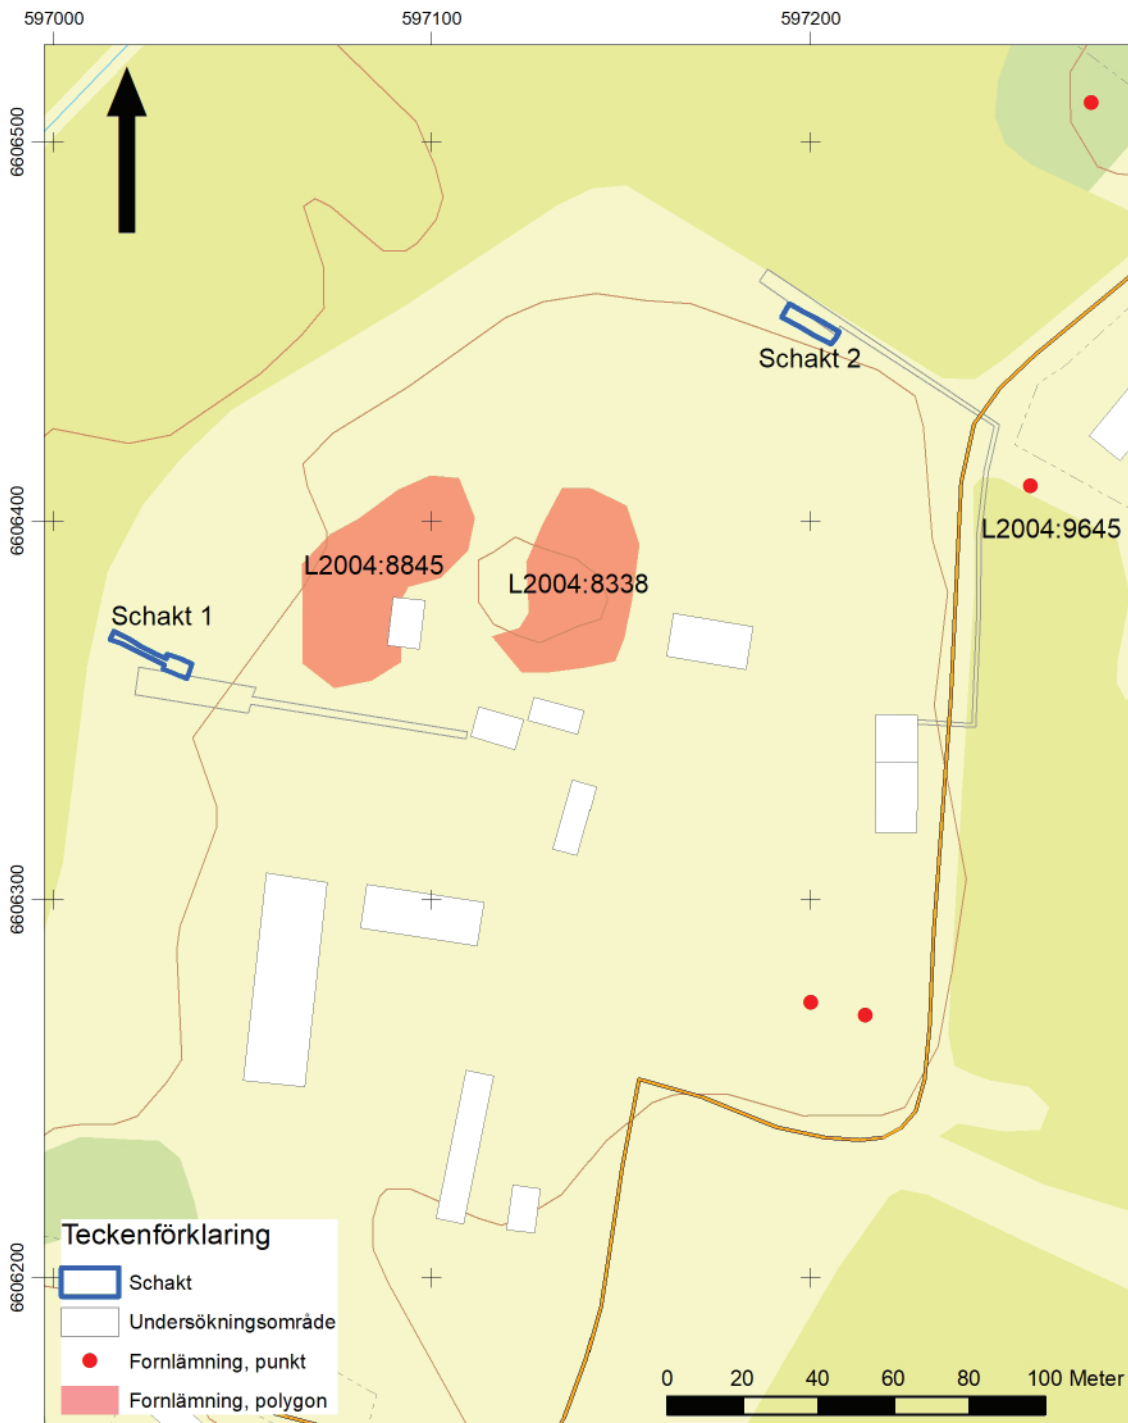 597000
597100
597200
6606500
6606400
6606300
6606200
Schakt 2
L2004:9645
L2004:8845
L2004:8338
Schakt 1
Teckenförklaring
Schakt
Undersökningsområde
Fornlämning, punkt
Fornlämning, polygon
0 20 40 60 80 100 Meter